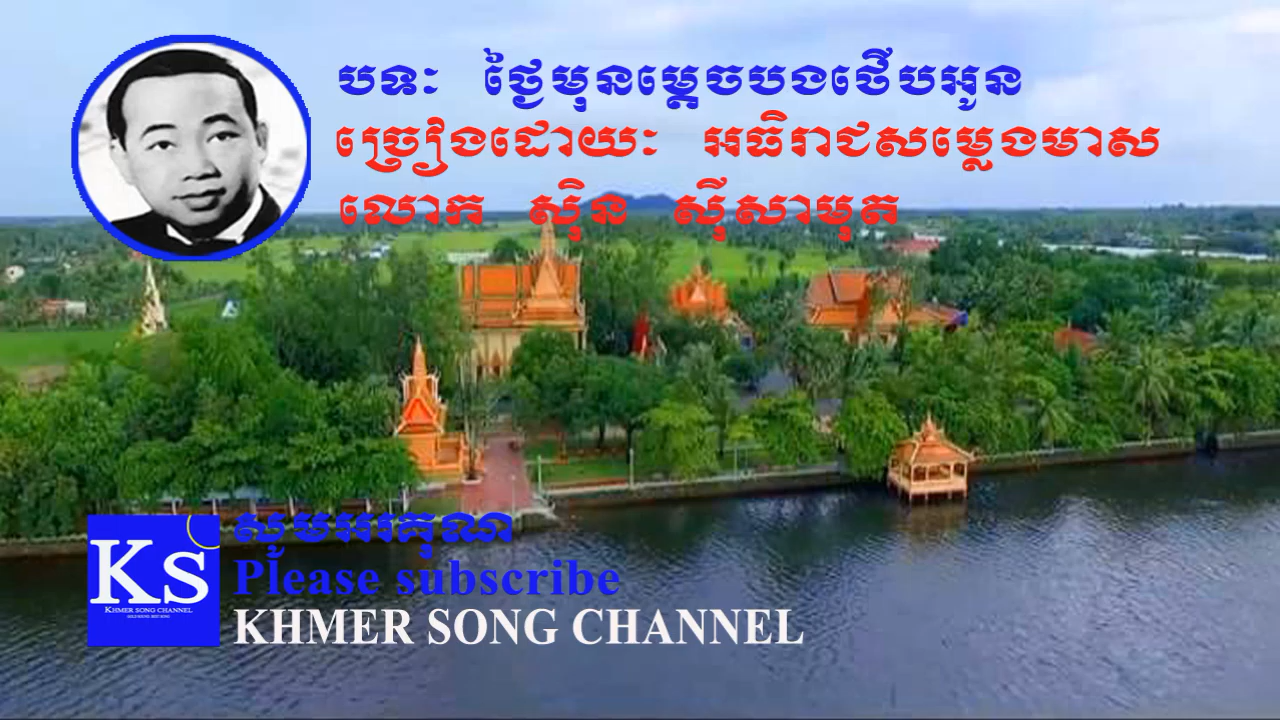 បទៈ ថ្ងៃមុនម្ដេចបងថើបអូន
ច្រៀងដោយៈ អធិរាជសម្លេងមាស
លោក ស៊ិន ស៊ីសាមុត
សូមអរគុណ
Please subscribe
KHMER SONG CHANNEL
Ks
KHMER SONG CHANNEL